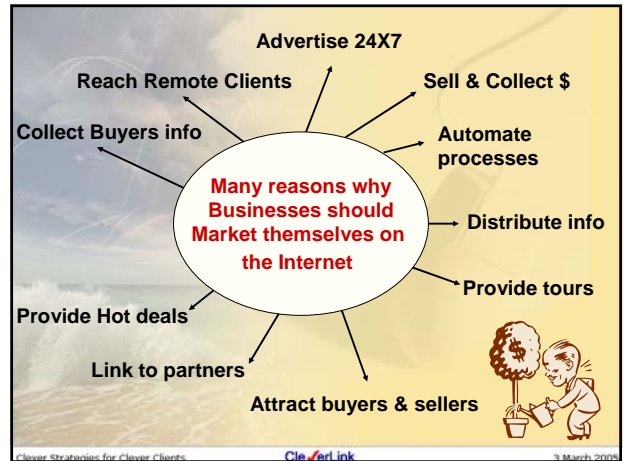 Advertise 24X7
Reach Remote Clients
Sell & Collect $
Collect Buyers info
Automate
processes
Many reasons why
Businesses should
Market themselves on
the Internet
Distribute info
Provide tours
Provide Hot deals
Link to partners
Attract buyers & sellers
$
Clever Strategies for Clever Clients
CleverLink
3 March 2005